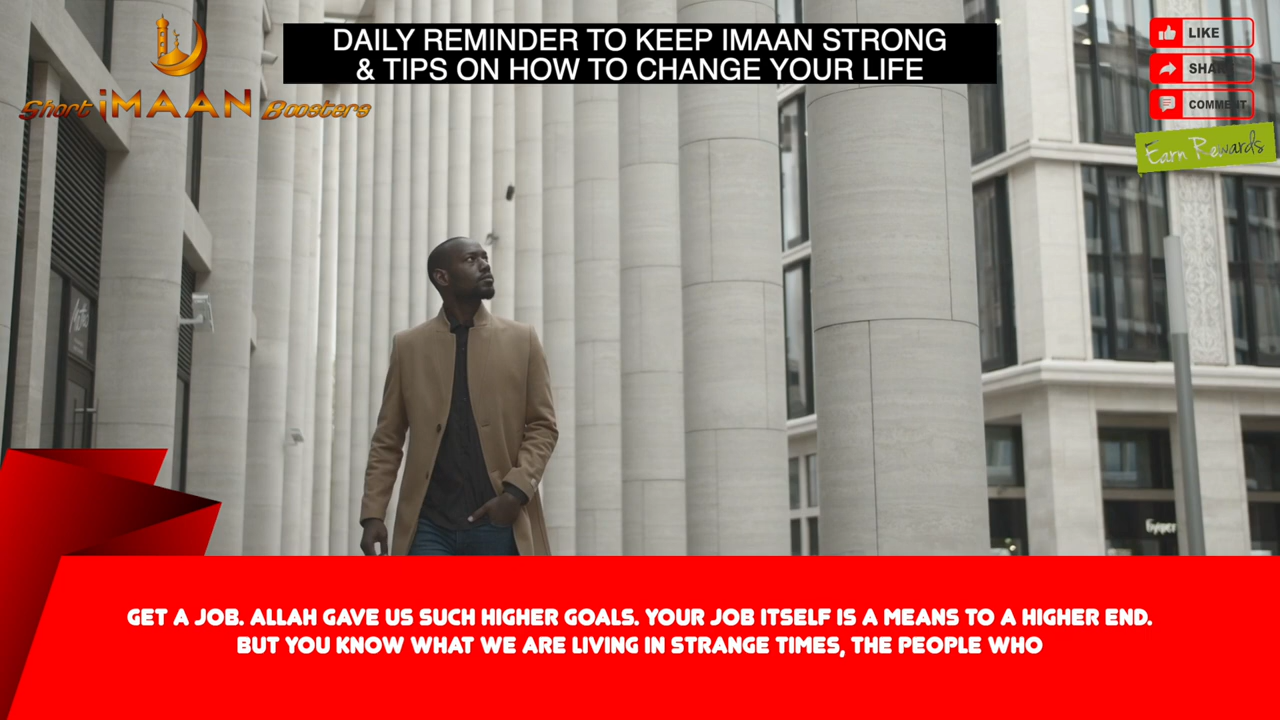 DAILY REMINDER TO KEEP IMAAN STRONG
& TIPS ON HOW TO CHANGE YOUR LIFE
Short iMAAN Boosters
LIKE
SHARE
COMMENT
Earn Rewards
GET A JOB. ALLAH GAVE US SUCH HIGHER GOALS. YOUR JOB ITSELF IS A MEANS TO A HIGHER END.
BUT YOU KNOW WHAT WE ARE LIVING IN STRANGE TIMES, THE PEOPLE WHO